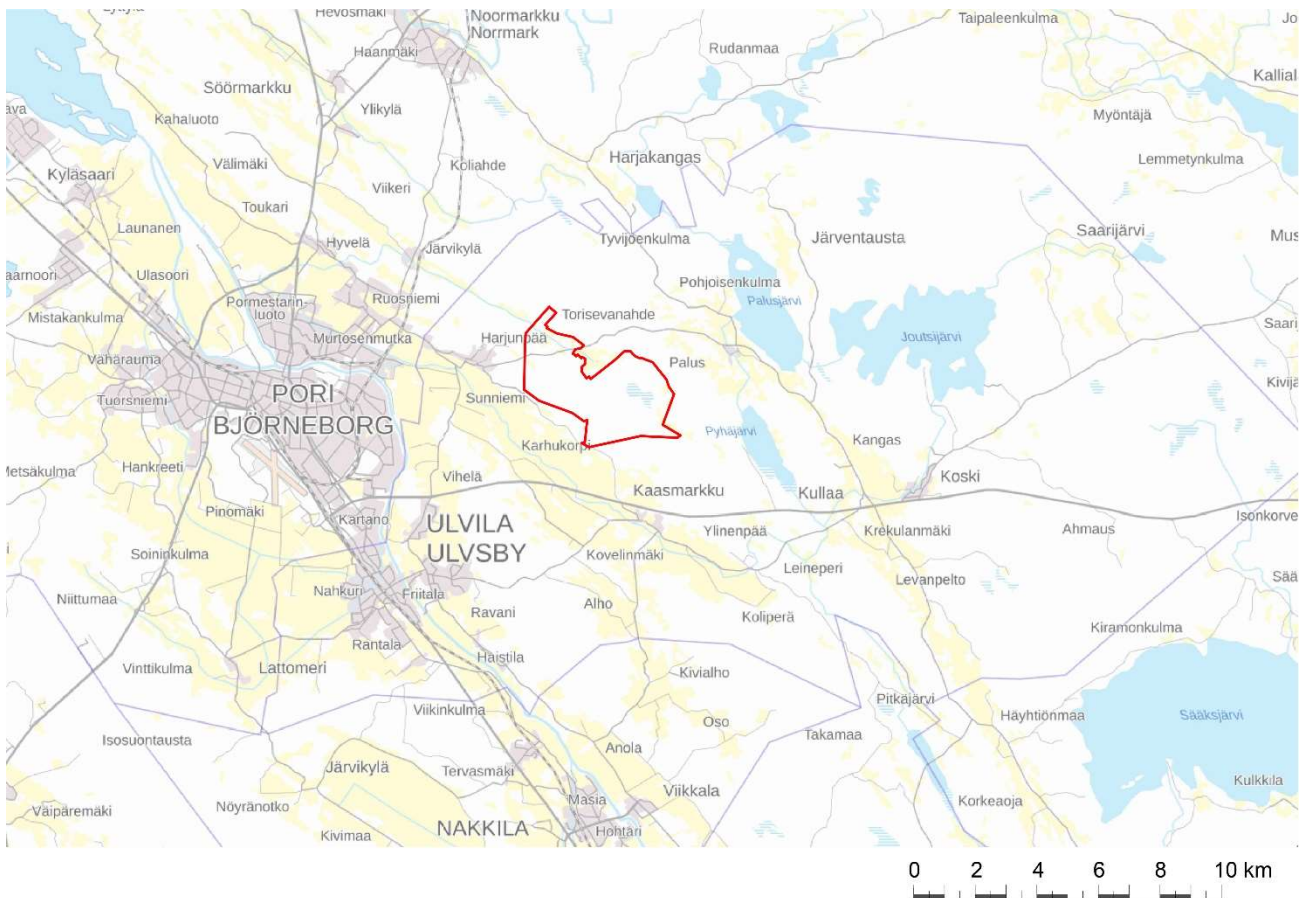 Noormarkku
Norrmark
Taipaleenkulma
Haanmäki
Rudanmaa
Söörmarkku
Ylikylä
Kahaluoto
Myöntäjä
Välimäki
Koliahde
Harjakangas
Lemmetynkulma
Kyläsaari
Viikeri
Toukari
Launanen
Hyvelä
Järvikylä
Tyvijöenkulma
Järventausta
Saarijärvi
Ulasoori
Pormestarin-
luoto
Ruosniemi
Pohjoisenkulma
Palusjärvi
Mistakankulma
Torisevanahde
Murtosenmutka
Harjunpää
Joutsijärvi
Vähärauma
Palus
PORI
BJÖRNEBORG
Tuorsniemi
Sunniemi
Pyhäjärvi
Karhukorpi
Kangas
Hankreeti
Vihelä
Koski
Kaasmarkku
Kullaa
Pinomäki
Kartano
ULVILA
ULVSBY
Ylinenpää
Krekulanmäki
Ahmaus
Soininkulma
Kovelinmäki
Leineperi
Levanpelto
Nahkuri
Friitala
Niittumaa
Ravani
Alho
Koliperä
Kiramonkulma
Rantala
Haistila
Vinttikulma
Lattomeri
Kivialho
Pitkäjärvi
Viikinkulma
Häyhtiönmaa
Sääksjärvi
Oso
Takamaa
Isosuontausta
Anola
Järvikylä
Tervasmäki
Kulkkila
Viikkala
Väipäremäki
Nöyränotko
Masia
Korkeaoja
Kivimaa
NAKKILA
Hohtari
0 2 4 6 8 10 km